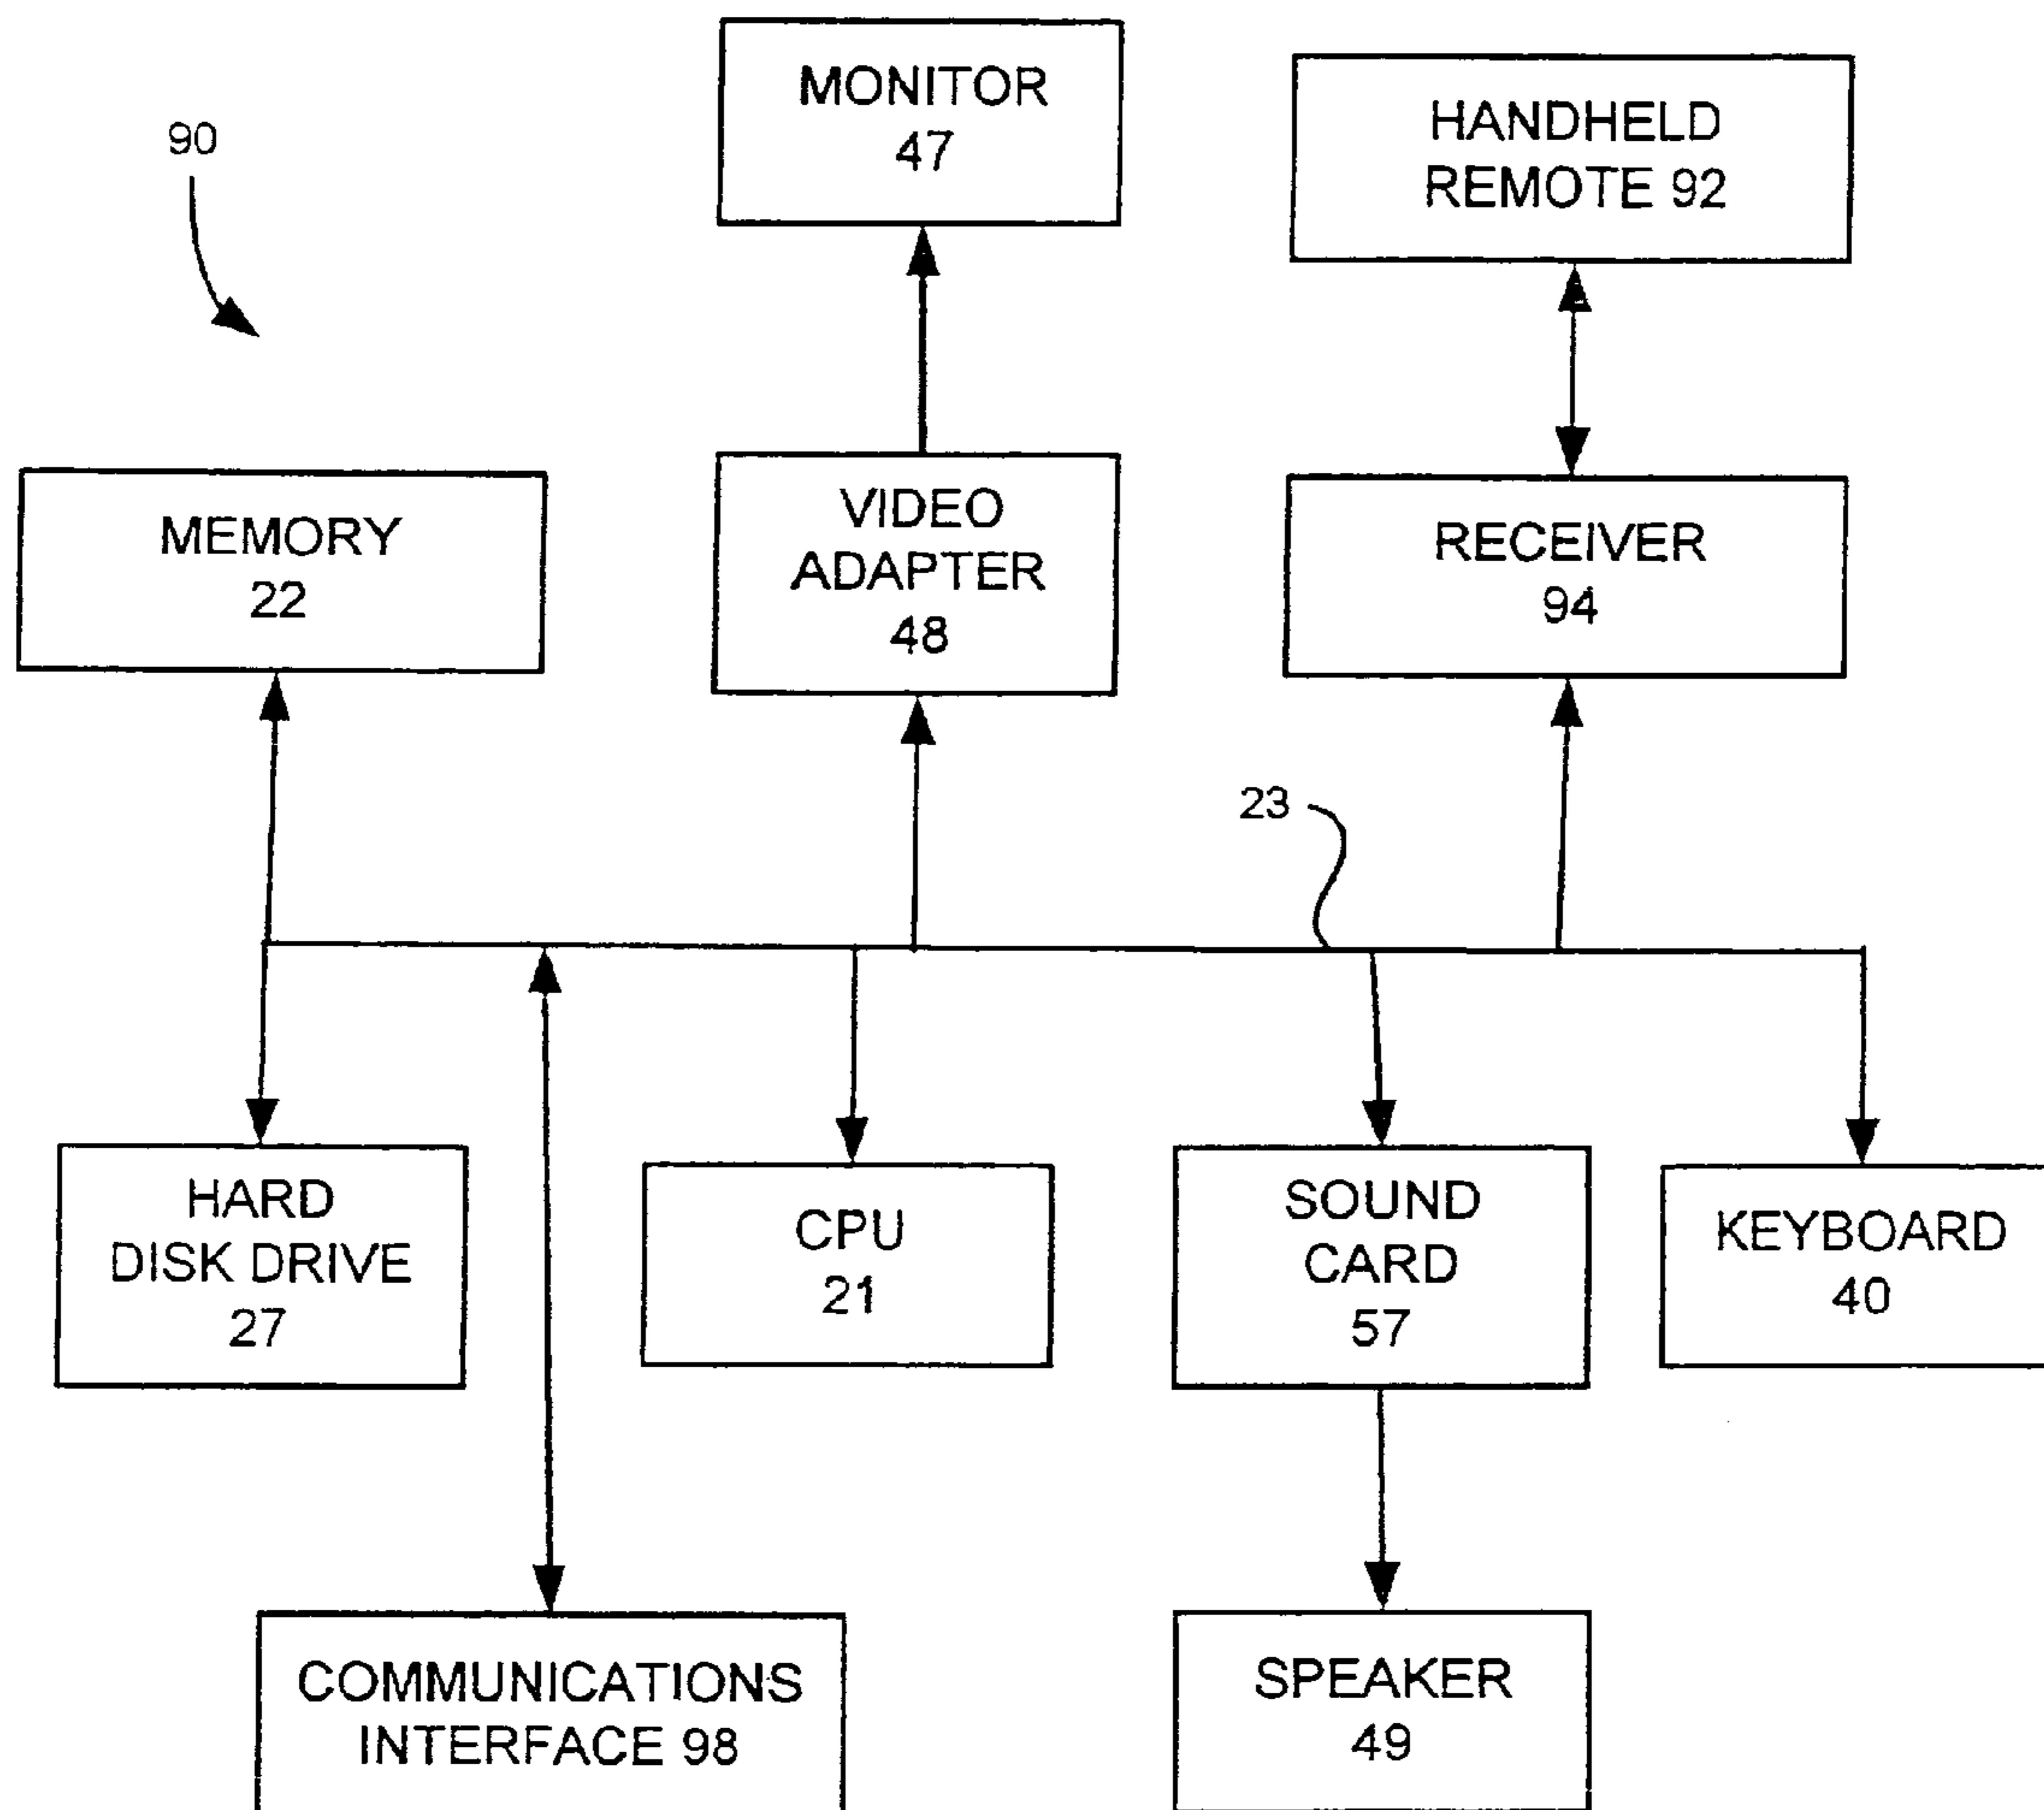 MONITOR
47
HANDHELD
REMOTE 92
90
MEMORY
22
VIDEO
ADAPTER
48
RECEIVER
94
23
HARD
DISK DRIVE
27
CPU
21
SOUND
CARD
57
KEYBOARD
40
COMMUNICATIONS
INTERFACE 98
SPEAKER
49